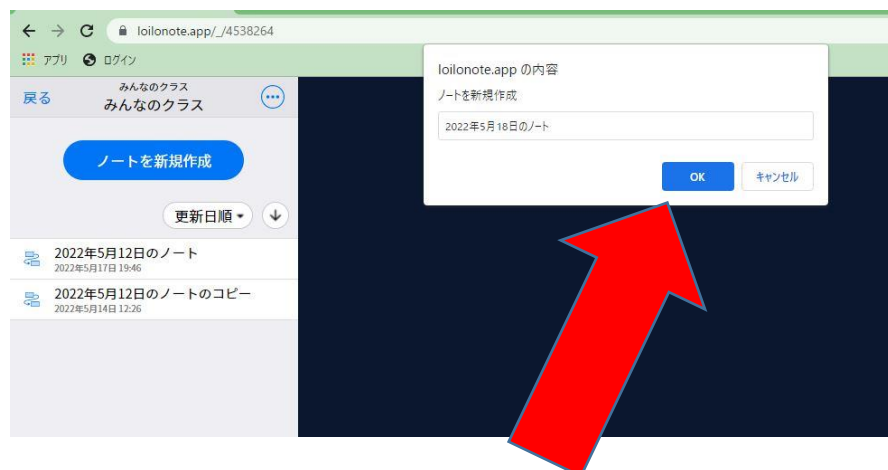 loilonote.app/_/4538264
アプリ ログイン
戻る
みんなのクラス
みんなのクラス
ノートを新規作成
更新日順
2022年5月12日のノート
2022年5月17日 19:46
2022年5月12日のノートのコピー
2022年5月14日 12:26
loilonote.app の内容
ノートを新規作成
2022年5月18日のノート
OK キャンセル